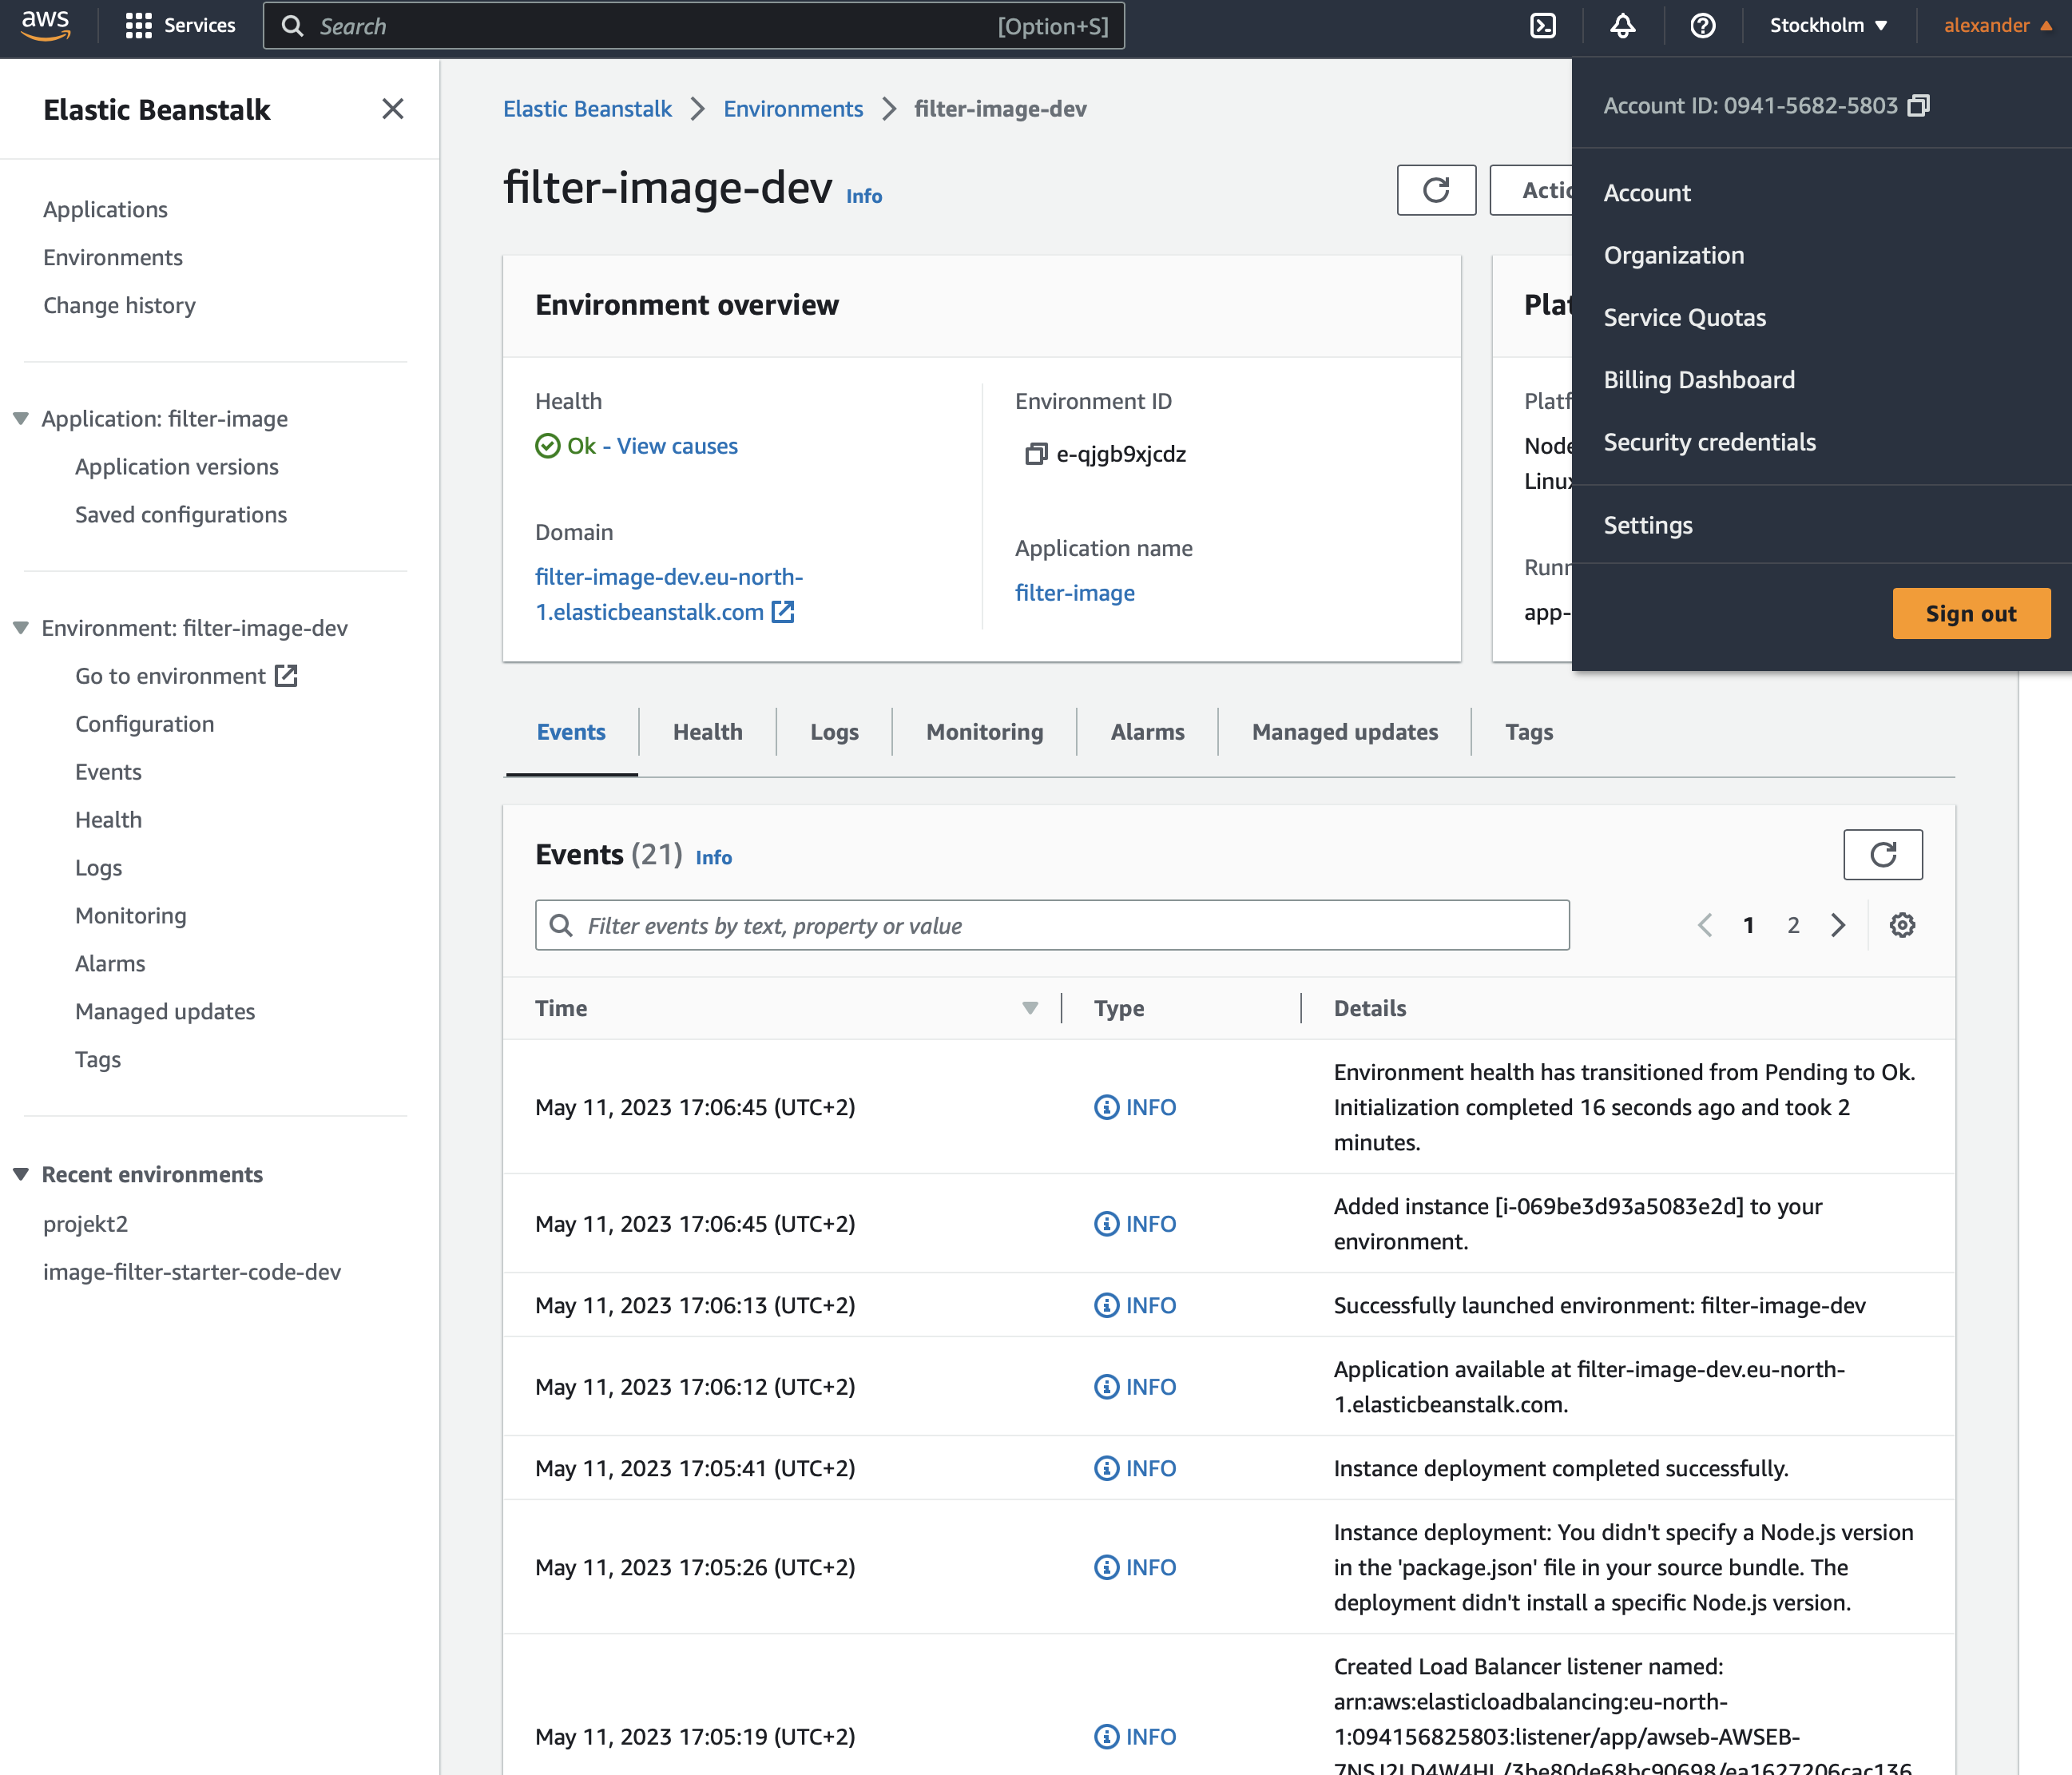 aws
Services
Search
[Option+S]
Stockholm
alexander
Elastic Beanstalk
Applications
Environments
Change history
Application: filter-image
Application versions
Saved configurations
Environment: filter-image-dev
Go to environment
Configuration
Events
Health
Logs
Monitoring
Alarms
Managed updates
Tags
Recent environments
projekt2
image-filter-starter-code-dev
Elastic Beanstalk
Environments
filter-image-dev
filter-image-dev Info
Environment overview
Health
Ok - View causes
Domain
filter-image-dev.eu-north-
1.elasticbeanstalk.com
Environment ID
e-qjgb9xjcdz
Application name
filter-image
app-
Account ID: 0941-5682-5803
Account
Organization
Service Quotas
Billing Dashboard
Security credentials
Settings
Sign out
Events
Health
Logs
Monitoring
Alarms
Managed updates
Tags
Events (21) Info
Filter events by text, property or value
1 2
Time
Type
Details
May 11, 2023 17:06:45 (UTC+2)
INFO
Environment health has transitioned from Pending to Ok.
Initialization completed 16 seconds ago and took 2
minutes.
May 11, 2023 17:06:45 (UTC+2)
INFO
Added instance [i-069be3d93a5083e2d] to your
environment.
May 11, 2023 17:06:13 (UTC+2)
INFO
Successfully launched environment: filter-image-dev
May 11, 2023 17:06:12 (UTC+2)
INFO
Application available at filter-image-dev.eu-north-
1.elasticbeanstalk.com.
May 11, 2023 17:05:41 (UTC+2)
INFO
Instance deployment completed successfully.
May 11, 2023 17:05:26 (UTC+2)
INFO
Instance deployment: You didn't specify a Node.js version
in the 'package.json' file in your source bundle. The
deployment didn't install a specific Node.js version.
May 11, 2023 17:05:19 (UTC+2)
INFO
Created Load Balancer listener named:
arn:aws:elasticloadbalancing:eu-north-
1:094156825803:listener/app/awseb-AWSEB-